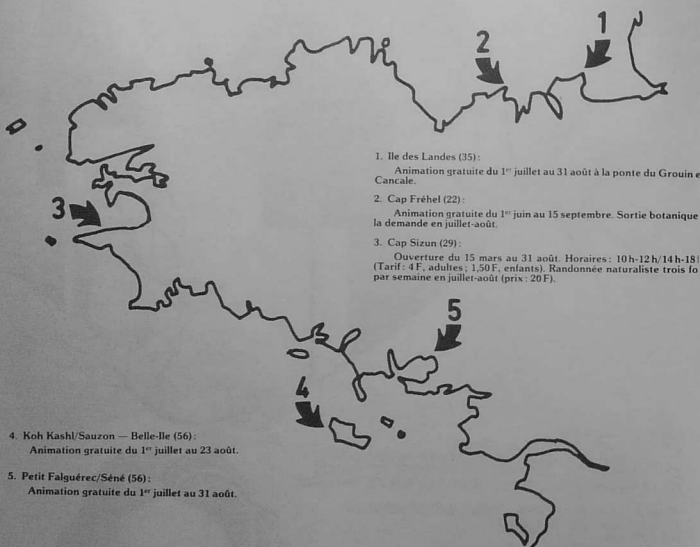 1
2
3
4
5
1. Ile des Landes (35) :
Animation gratuite du 1er juillet au 31 août à la ponte du Grouin
Cancale.
2. Cap Fréhel (22) :
Animation gratuite du 1er juin au 15 septembre. Sortie botanique
la demande en juillet-août.
3. Cap Sizun (29) :
Ouverture du 15 mars au 31 août. Horaires : 10 h-12 h/14 h-18
(Tarif : 4 F, adultes ; 1,50 F, enfants). Randonnée naturaliste trois
par semaine en juillet-août (prix : 20 F).
4. Koh Kashl/Sauzon — Belle-Ile (56) :
Animation gratuite du 1er juillet au 23 août.
5. Petit Falguérec/Séné (56) :
Animation gratuite du 1er juillet au 31 août.